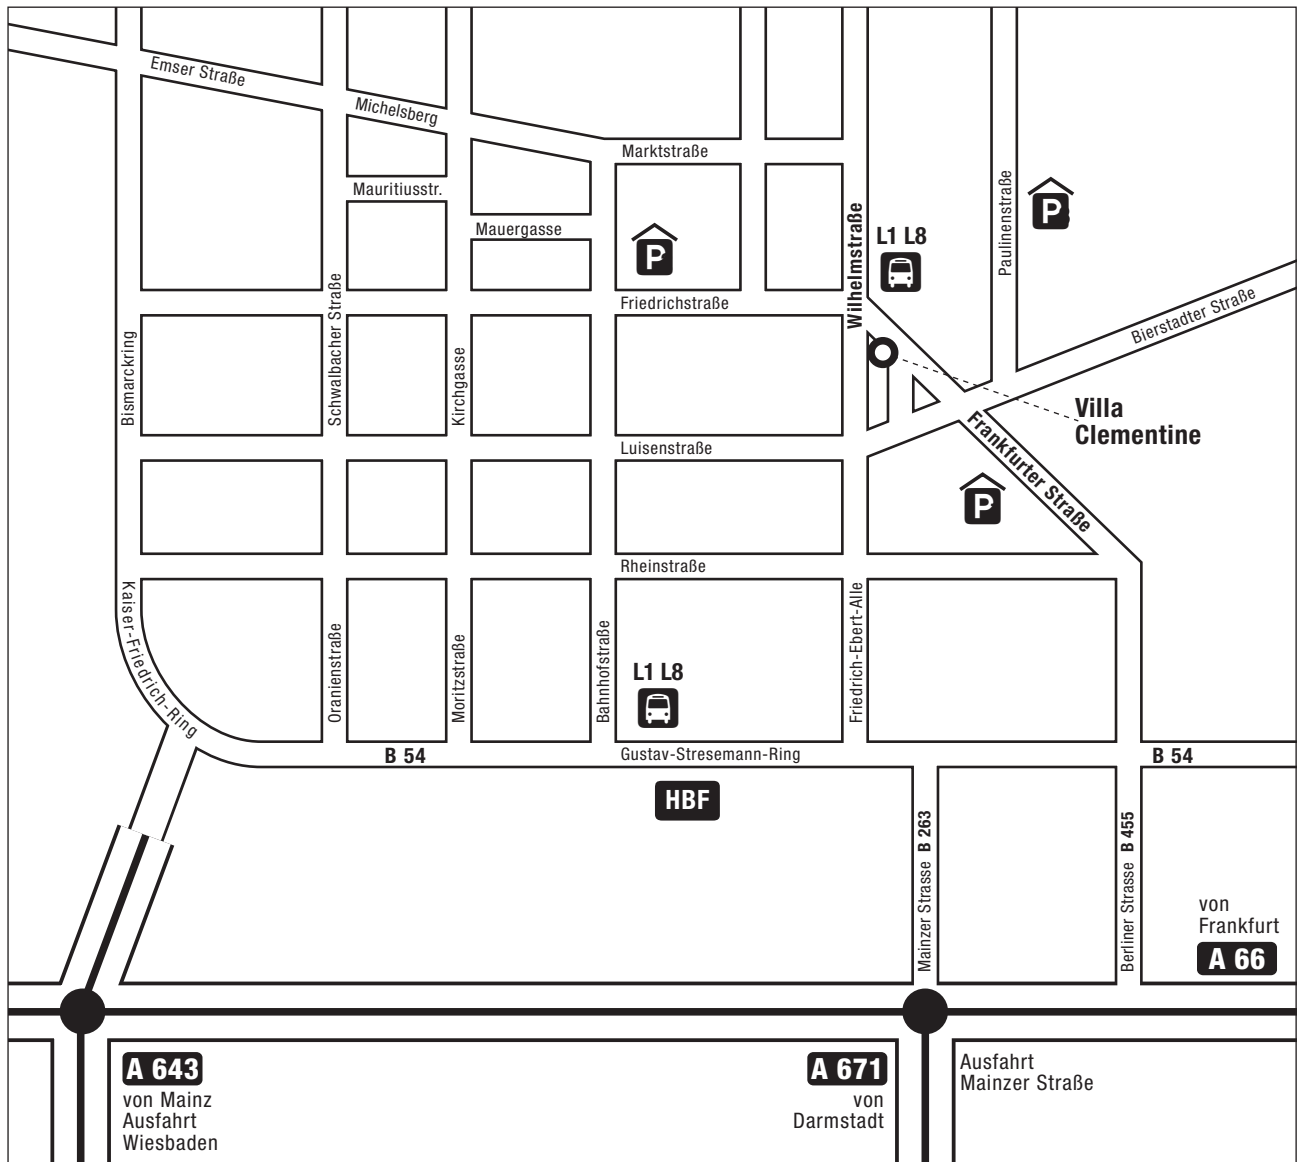 Emser Straße
Michelsberg
Marktstraße
Mauritiusstr.
Mauergasse
P
P
L1 L8
Wilhelmstraße
Paulinenstraße
Friedrichstraße
Bierstadter Straße
Bismarckring
Schwalbacher Straße
Kirchgasse
Villa
Clementine
Luisenstraße
Frankfurter Straße
P
Rheinstraße
Kaiser-Friedrich-Ring
Oranienstraße
Moritzstraße
Bahnhofstraße
L1 L8
Friedrich-Ebert-Alle
B 54
Gustav-Stresemann-Ring
B 54
HBF
Mainzer Strasse B 263
Berliner Strasse B 455
von
Frankfurt
A 66
A 643
von Mainz
Ausfahrt
Wiesbaden
A 671
von
Darmstadt
Ausfahrt
Mainzer Straße